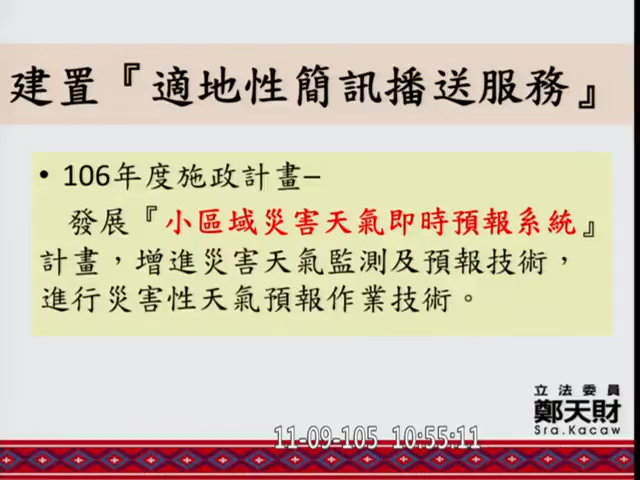 建置『適地性簡訊播送服務』
• 106年度施政計畫–
發展『小區域災害天氣即時預報系統』
計畫，增進災害天氣監測及預報技術，
進行災害性天氣預報作業技術。
立法委員
鄭天財
Sra.Kacaw
11-09-105 10:55:11